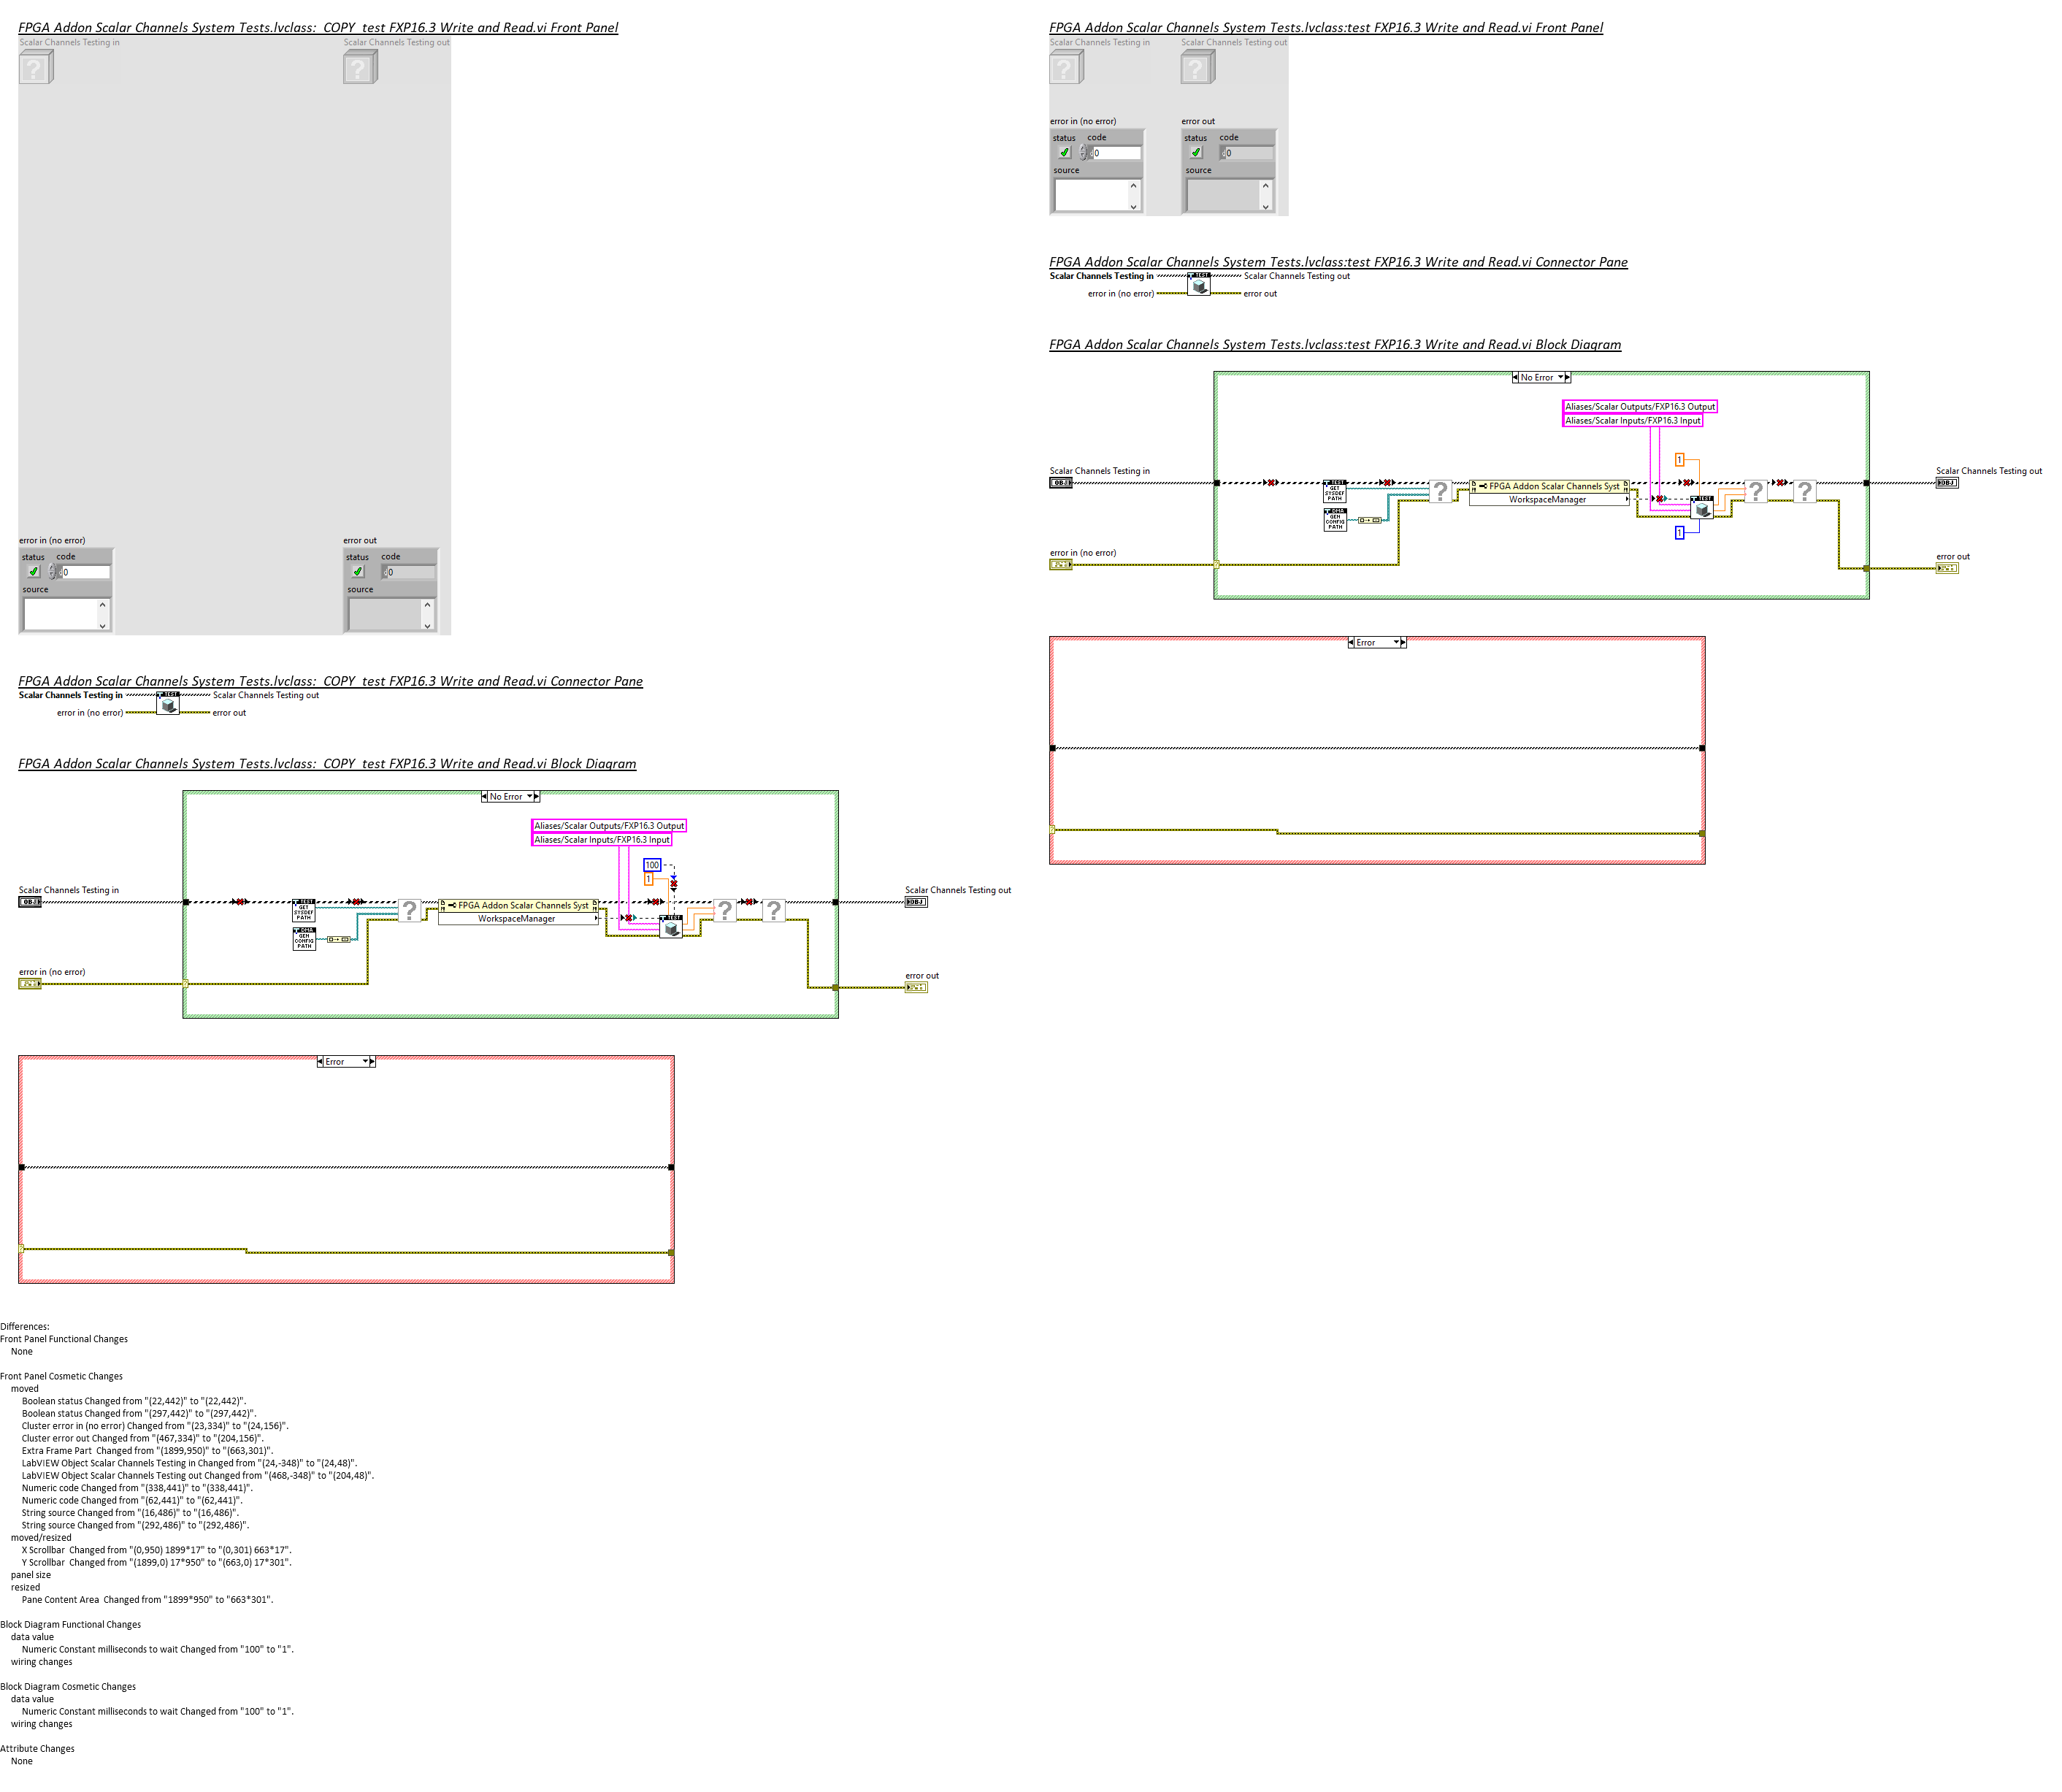 FPGA Addon Scalar Channels System Tests.lvclass:_COPY_test FXP16.3 Write and Read.vi Front Panel
Scalar Channels Testing in
Scalar Channels Testing out
error in (no error)
status code
0
source
error out
status code
0
source
FPGA Addon Scalar Channels System Tests.lvclass:_COPY_test FXP16.3 Write and Read.vi Connector Pane
Scalar Channels Testing in
TEST
Scalar Channels Testing out
error in (no error)
error out
FPGA Addon Scalar Channels System Tests.lvclass:_COPY_test FXP16.3 Write and Read.vi Block Diagram
No Error
Aliases/Scalar Outputs/FXP16.3 Output
Aliases/Scalar Inputs/FXP16.3 Input
100
1
Scalar Channels Testing in
OBJ
TEST
GET
SYSDEF
PATH
?
FPGA Addon Scalar Channels Syst
WorkspaceManager
TEST
?
?
Scalar Channels Testing out
OBJ
DMA
GEN
CONFIG
PATH
error in (no error)
error out
Error
FPGA Addon Scalar Channels System Tests.lvclass:test FXP16.3 Write and Read.vi Front Panel
Scalar Channels Testing in
Scalar Channels Testing out
error in (no error)
status code
0
source
error out
status code
0
source
FPGA Addon Scalar Channels System Tests.lvclass:test FXP16.3 Write and Read.vi Connector Pane
Scalar Channels Testing in
TEST
Scalar Channels Testing out
error in (no error)
error out
FPGA Addon Scalar Channels System Tests.lvclass:test FXP16.3 Write and Read.vi Block Diagram
No Error
Aliases/Scalar Outputs/FXP16.3 Output
Aliases/Scalar Inputs/FXP16.3 Input
1
Scalar Channels Testing in
OBJ
TEST
GET
SYSDEF
PATH
?
FPGA Addon Scalar Channels Syst
WorkspaceManager
TEST
?
?
Scalar Channels Testing out
OBJ
DMA
GEN
CONFIG
PATH
1
error in (no error)
error out
Error
Differences:
Front Panel Functional Changes
None
Front Panel Cosmetic Changes
moved
Boolean status Changed from "(22,442)" to "(22,442)".
Boolean status Changed from "(297,442)" to "(297,442)".
Cluster error in (no error) Changed from "(23,334)" to "(24,156)".
Cluster error out Changed from "(467,334)" to "(204,156)".
Extra Frame Part  Changed from "(1899,950)" to "(663,301)".
LabVIEW Object Scalar Channels Testing in Changed from "(24,-348)" to "(24,48)".
LabVIEW Object Scalar Channels Testing out Changed from "(468,-348)" to "(204,48)".
Numeric code Changed from "(338,441)" to "(338,441)".
Numeric code Changed from "(62,441)" to "(62,441)".
String source Changed from "(16,486)" to "(16,486)".
String source Changed from "(292,486)" to "(292,486)".
moved/resized
X Scrollbar  Changed from "(0,950) 1899*17" to "(0,301) 663*17".
Y Scrollbar  Changed from "(1899,0) 17*950" to "(663,0) 17*301".
panel size
resized
Pane Content Area  Changed from "1899*950" to "663*301".
Block Diagram Functional Changes
data value
Numeric Constant milliseconds to wait Changed from "100" to "1".
wiring changes
Block Diagram Cosmetic Changes
data value
Numeric Constant milliseconds to wait Changed from "100" to "1".
wiring changes
Attribute Changes
None